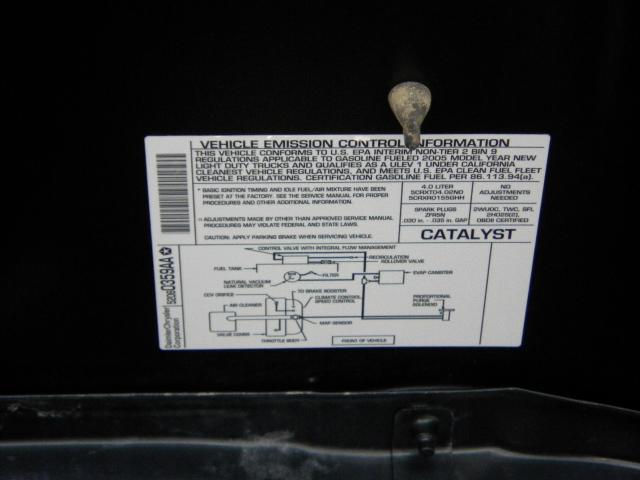 VEHICLE EMISSION CONTROL INFORMATION
THIS VEHICLE CONFORMS TO U.S. EPA INTERIM NON-TIER 2 BIN 9
REGULATIONS APPLICABLE TO GASOLINE FUELED 2005 MODEL YEAR NEW
LIGHT DUTY TRUCKS AND QUALIFIES AS A ULEV 1 UNDER CALIFORNIA
CLEANEST VEHICLE REGULATIONS, AND MEETS U.S. EPA CLEAN FUEL FLEET
VEHICLE REGULATIONS. CERTIFICATION GASOLINE FUEL PER 86.113.94(a).
* BASIC IGNITION TIMING AND IDLE FUEL/AIR MIXTURE HAVE BEEN
PRESET AT THE FACTORY. SEE THE SERVICE MANUAL FOR PROPER
PROCEDURES AND OTHER ADDITIONAL INFORMATION.
ADJUSTMENTS MADE BY OTHER THAN APPROVED SERVICE MANUAL
PROCEDURES MAY VIOLATE FEDERAL AND STATE LAWS.
CAUTION: APPLY PARKING BRAKE WHEN SERVICING VEHICLE.
4.0 LITER
5CRXT04.02NO
5CRXR0155GHH
NO
ADJUSTMENTS
NEEDED
SPARK PLUGS
ZFR5N
.030 in. - .035 in. GAP
2WUOC, TWC, SFI,
2HO2S(2),
OBDII CERTIFIED
CATALYST
CONTROL VALVE WITH INTEGRAL FLOW MANAGEMENT
RECIRCULATION
ROLLOVER VALVE
FUEL TANK
FILTER
EVAP CANISTER
NATURAL VACUUM
LEAK DETECTOR
TO BRAKE BOOSTER
CCV ORIFICE
CLIMATE CONTROL
SPEED CONTROL
PROPORTIONAL
PURGE
SOLENOID
AIR CLEANER
MAP SENSOR
VALVE COVER
THROTTLE BODY
FRONT OF VEHICLE
DaimlerChrysler
Corporation
0359AA